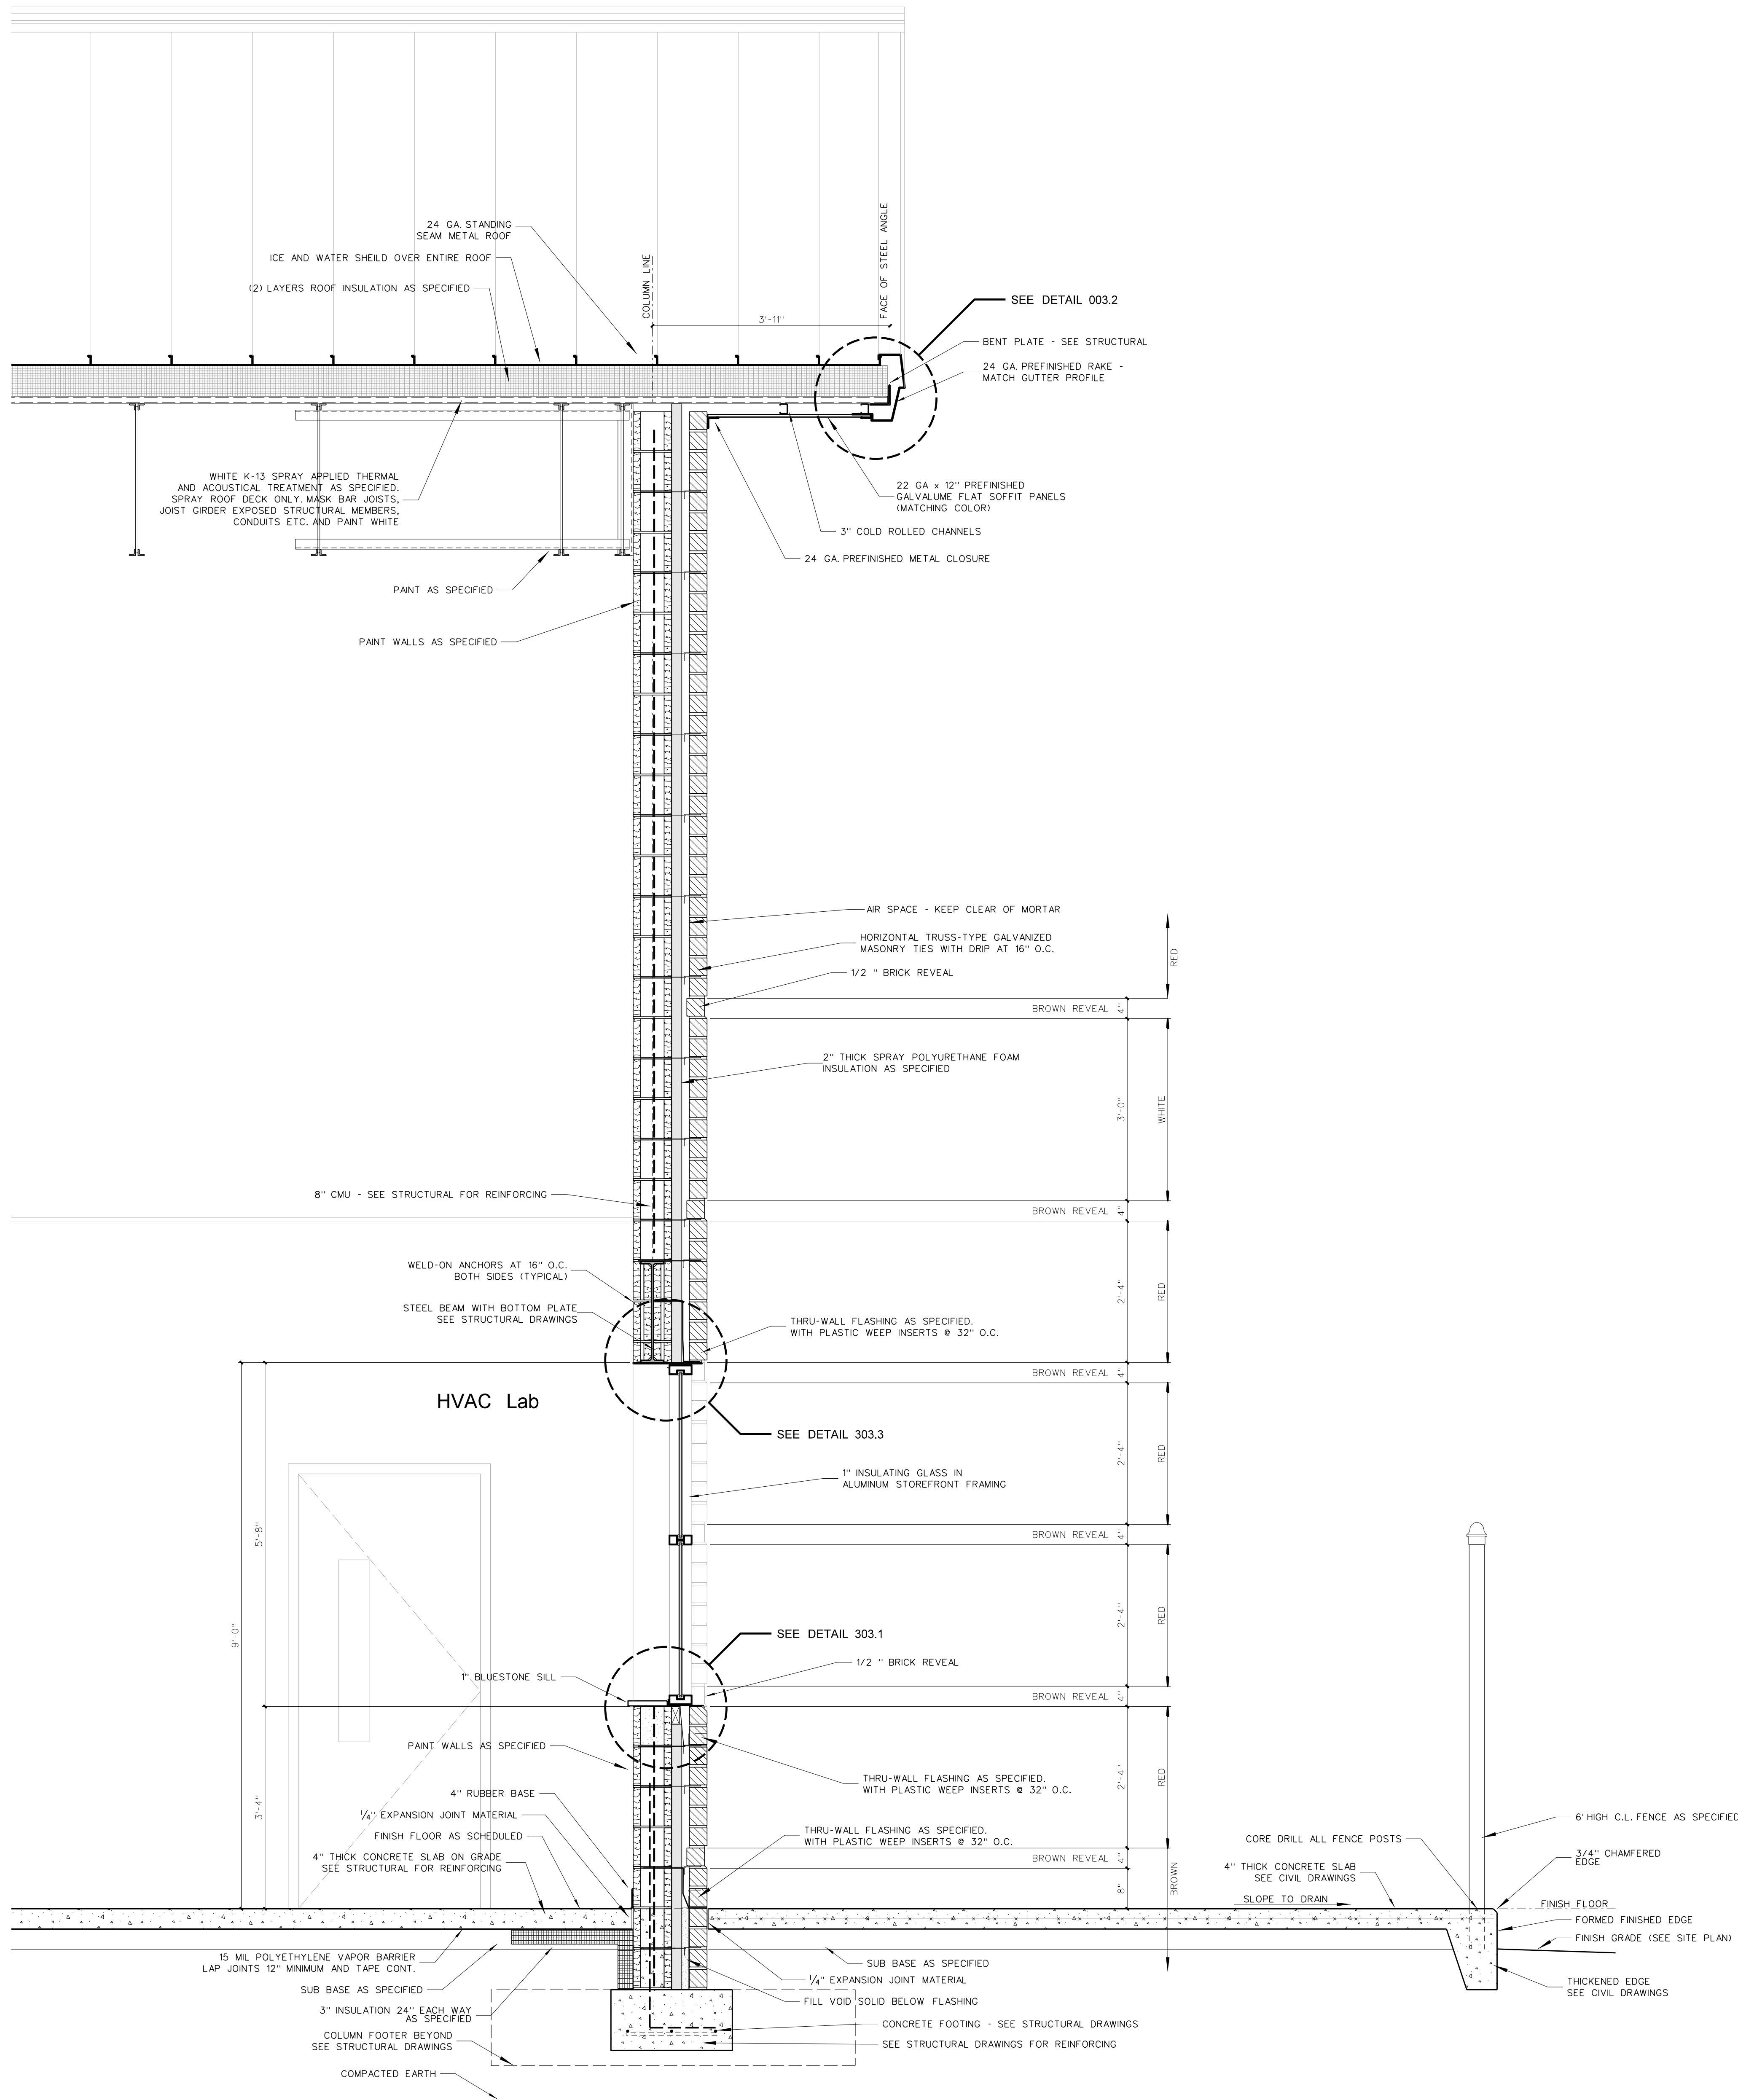 24 GA. STANDING
SEAM METAL ROOF
ICE AND WATER SHEILD OVER ENTIRE ROOF
(2) LAYERS ROOF INSULATION AS SPECIFIED
COLUMN LINE
FACE OF STEEL ANGLE
3'-11"
SEE DETAIL 003.2
BENT PLATE - SEE STRUCTURAL
24 GA. PREFINISHED RAKE -
MATCH GUTTER PROFILE
WHITE K-13 SPRAY APPLIED THERMAL
AND ACOUSTICAL TREATMENT AS SPECIFIED.
SPRAY ROOF DECK ONLY. MASK BAR JOISTS,
JOIST GIRDER EXPOSED STRUCTURAL MEMBERS,
CONDUITS ETC. AND PAINT WHITE
22 GA x 12" PREFINISHED
GALVALUME FLAT SOFFIT PANELS
(MATCHING COLOR)
3" COLD ROLLED CHANNELS
24 GA. PREFINISHED METAL CLOSURE
PAINT AS SPECIFIED
PAINT WALLS AS SPECIFIED
AIR SPACE - KEEP CLEAR OF MORTAR
HORIZONTAL TRUSS-TYPE GALVANIZED
MASONRY TIES WITH DRIP AT 16" O.C.
RED
1/2 " BRICK REVEAL
BROWN REVEAL 4"
2" THICK SPRAY POLYURETHANE FOAM
INSULATION AS SPECIFIED
3'-0"
WHITE
8" CMU - SEE STRUCTURAL FOR REINFORCING
BROWN REVEAL 4"
WELD-ON ANCHORS AT 16" O.C.
BOTH SIDES (TYPICAL)
2'-4"
RED
STEEL BEAM WITH BOTTOM PLATE
SEE STRUCTURAL DRAWINGS
THRU-WALL FLASHING AS SPECIFIED.
WITH PLASTIC WEEP INSERTS @ 32" O.C.
BROWN REVEAL 4"
HVAC Lab
SEE DETAIL 303.3
2'-4"
RED
1" INSULATING GLASS IN
ALUMINUM STOREFRONT FRAMING
5'-8"
BROWN REVEAL 4"
9'-0"
2'-4"
RED
SEE DETAIL 303.1
1/2 " BRICK REVEAL
1" BLUESTONE SILL
BROWN REVEAL 4"
PAINT WALLS AS SPECIFIED
THRU-WALL FLASHING AS SPECIFIED.
WITH PLASTIC WEEP INSERTS @ 32" O.C.
2'-4"
RED
3'-4"
4" RUBBER BASE
1/4" EXPANSION JOINT MATERIAL
FINISH FLOOR AS SCHEDULED
4" THICK CONCRETE SLAB ON GRADE
SEE STRUCTURAL FOR REINFORCING
THRU-WALL FLASHING AS SPECIFIED.
WITH PLASTIC WEEP INSERTS @ 32" O.C.
BROWN REVEAL 4"
8"
BROWN
6' HIGH C.L. FENCE AS SPECIFIED
CORE DRILL ALL FENCE POSTS
3/4" CHAMFERED
EDGE
4" THICK CONCRETE SLAB
SEE CIVIL DRAWINGS
SLOPE TO DRAIN
FINISH FLOOR
FORMED FINISHED EDGE
FINISH GRADE (SEE SITE PLAN)
15 MIL POLYETHYLENE VAPOR BARRIER
LAP JOINTS 12" MINIMUM AND TAPE CONT.
SUB BASE AS SPECIFIED
1/4" EXPANSION JOINT MATERIAL
THICKENED EDGE
SEE CIVIL DRAWINGS
SUB BASE AS SPECIFIED
FILL VOID SOLID BELOW FLASHING
3" INSULATION 24" EACH WAY
AS SPECIFIED
CONCRETE FOOTING - SEE STRUCTURAL DRAWINGS
COLUMN FOOTER BEYOND
SEE STRUCTURAL DRAWINGS
SEE STRUCTURAL DRAWINGS FOR REINFORCING
COMPACTED EARTH